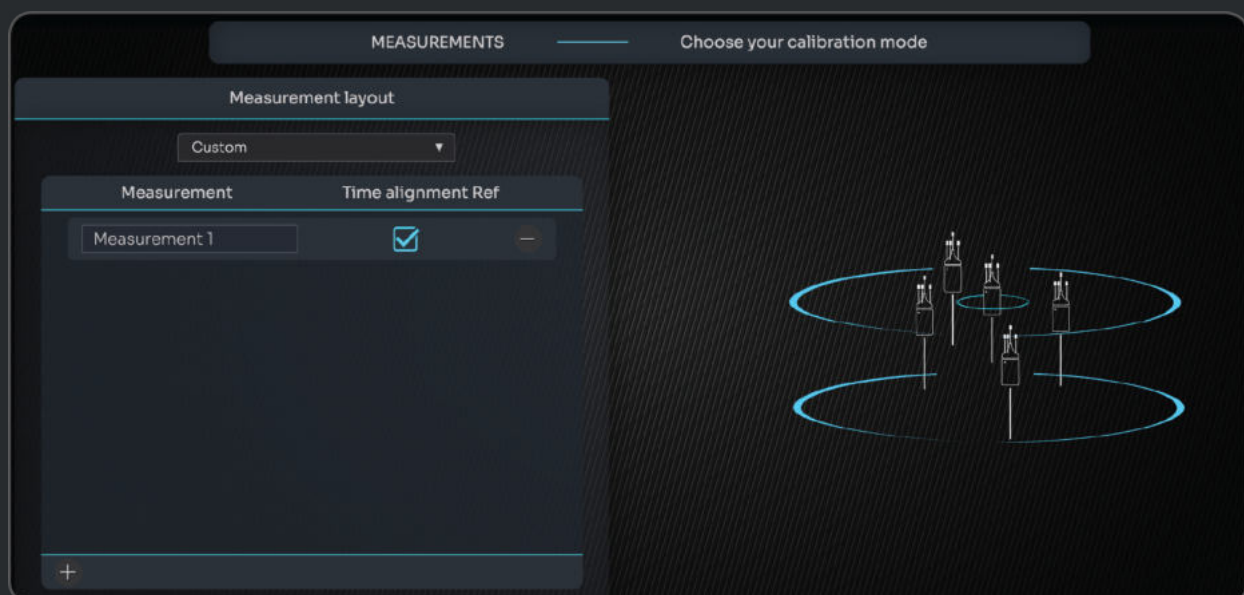 MEASUREMENTS Choose your calibration mode
Measurement layout
Custom
Measurement Time alignment Ref
Measurement 1